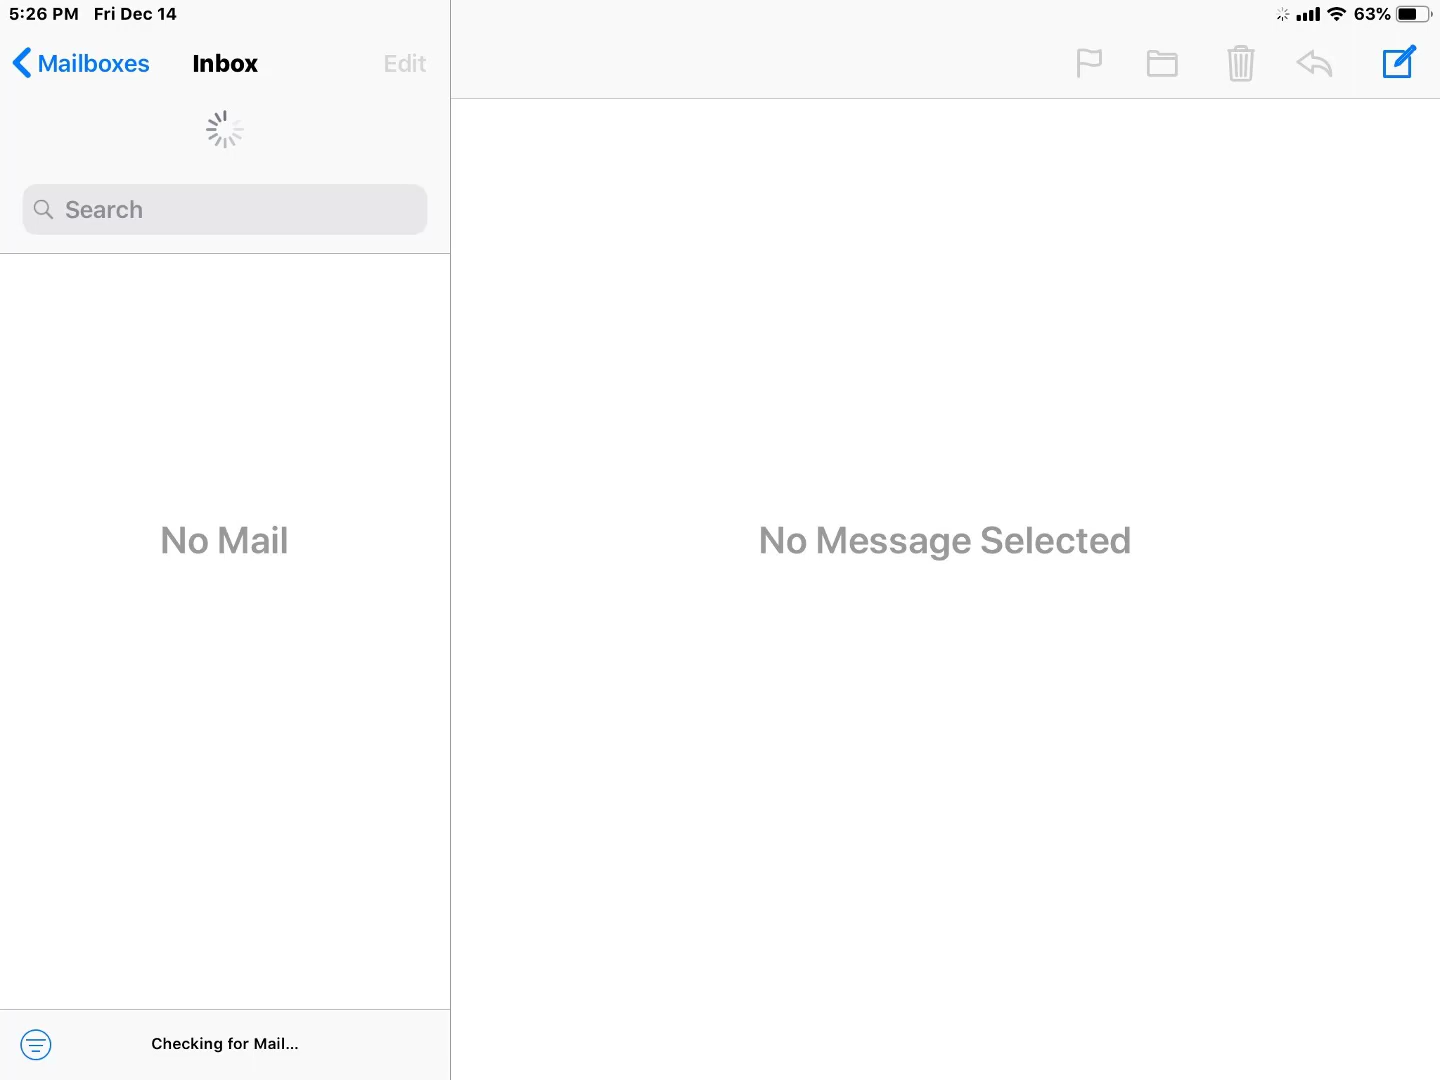 5:26 PM Fri Dec 14
63%
Mailboxes Inbox Edit
Search
No Mail
No Message Selected
Checking for Mail...